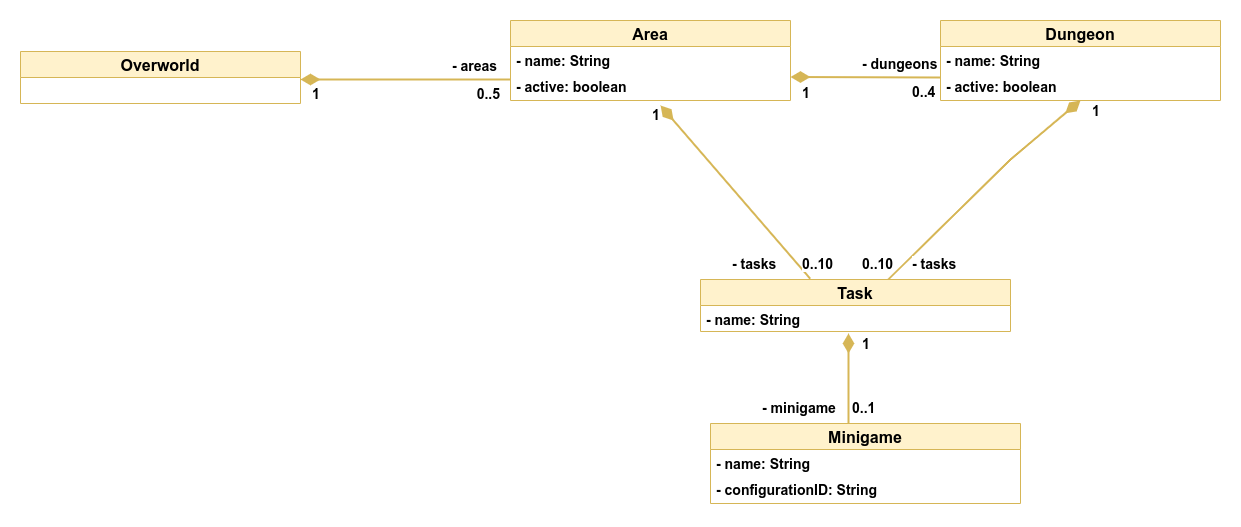 Overworld
- areas
1
0..5
Area
- name: String
- active: boolean
- dungeons
1
0..4
Dungeon
- name: String
- active: boolean
1
1
- tasks
0..10
0..10
- tasks
Task
- name: String
1
- minigame
0..1
Minigame
- name: String
- configurationID: String